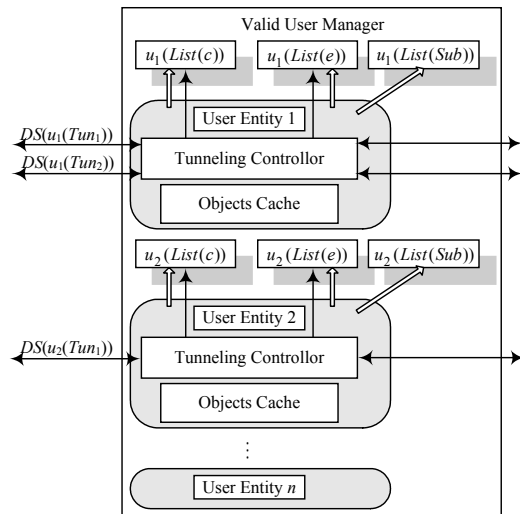 Valid User Manager
u₁(List(c)) u₁(List(e)) u₁(List(Sub))
User Entity 1
DS(u₁(Tun₁))
Tunneling Controllor
DS(u₁(Tun₂))
Objects Cache
u₂(List(c)) u₂(List(e)) u₂(List(Sub))
User Entity 2
DS(u₂(Tun₁))
Tunneling Controllor
Objects Cache
⋮
User Entity n